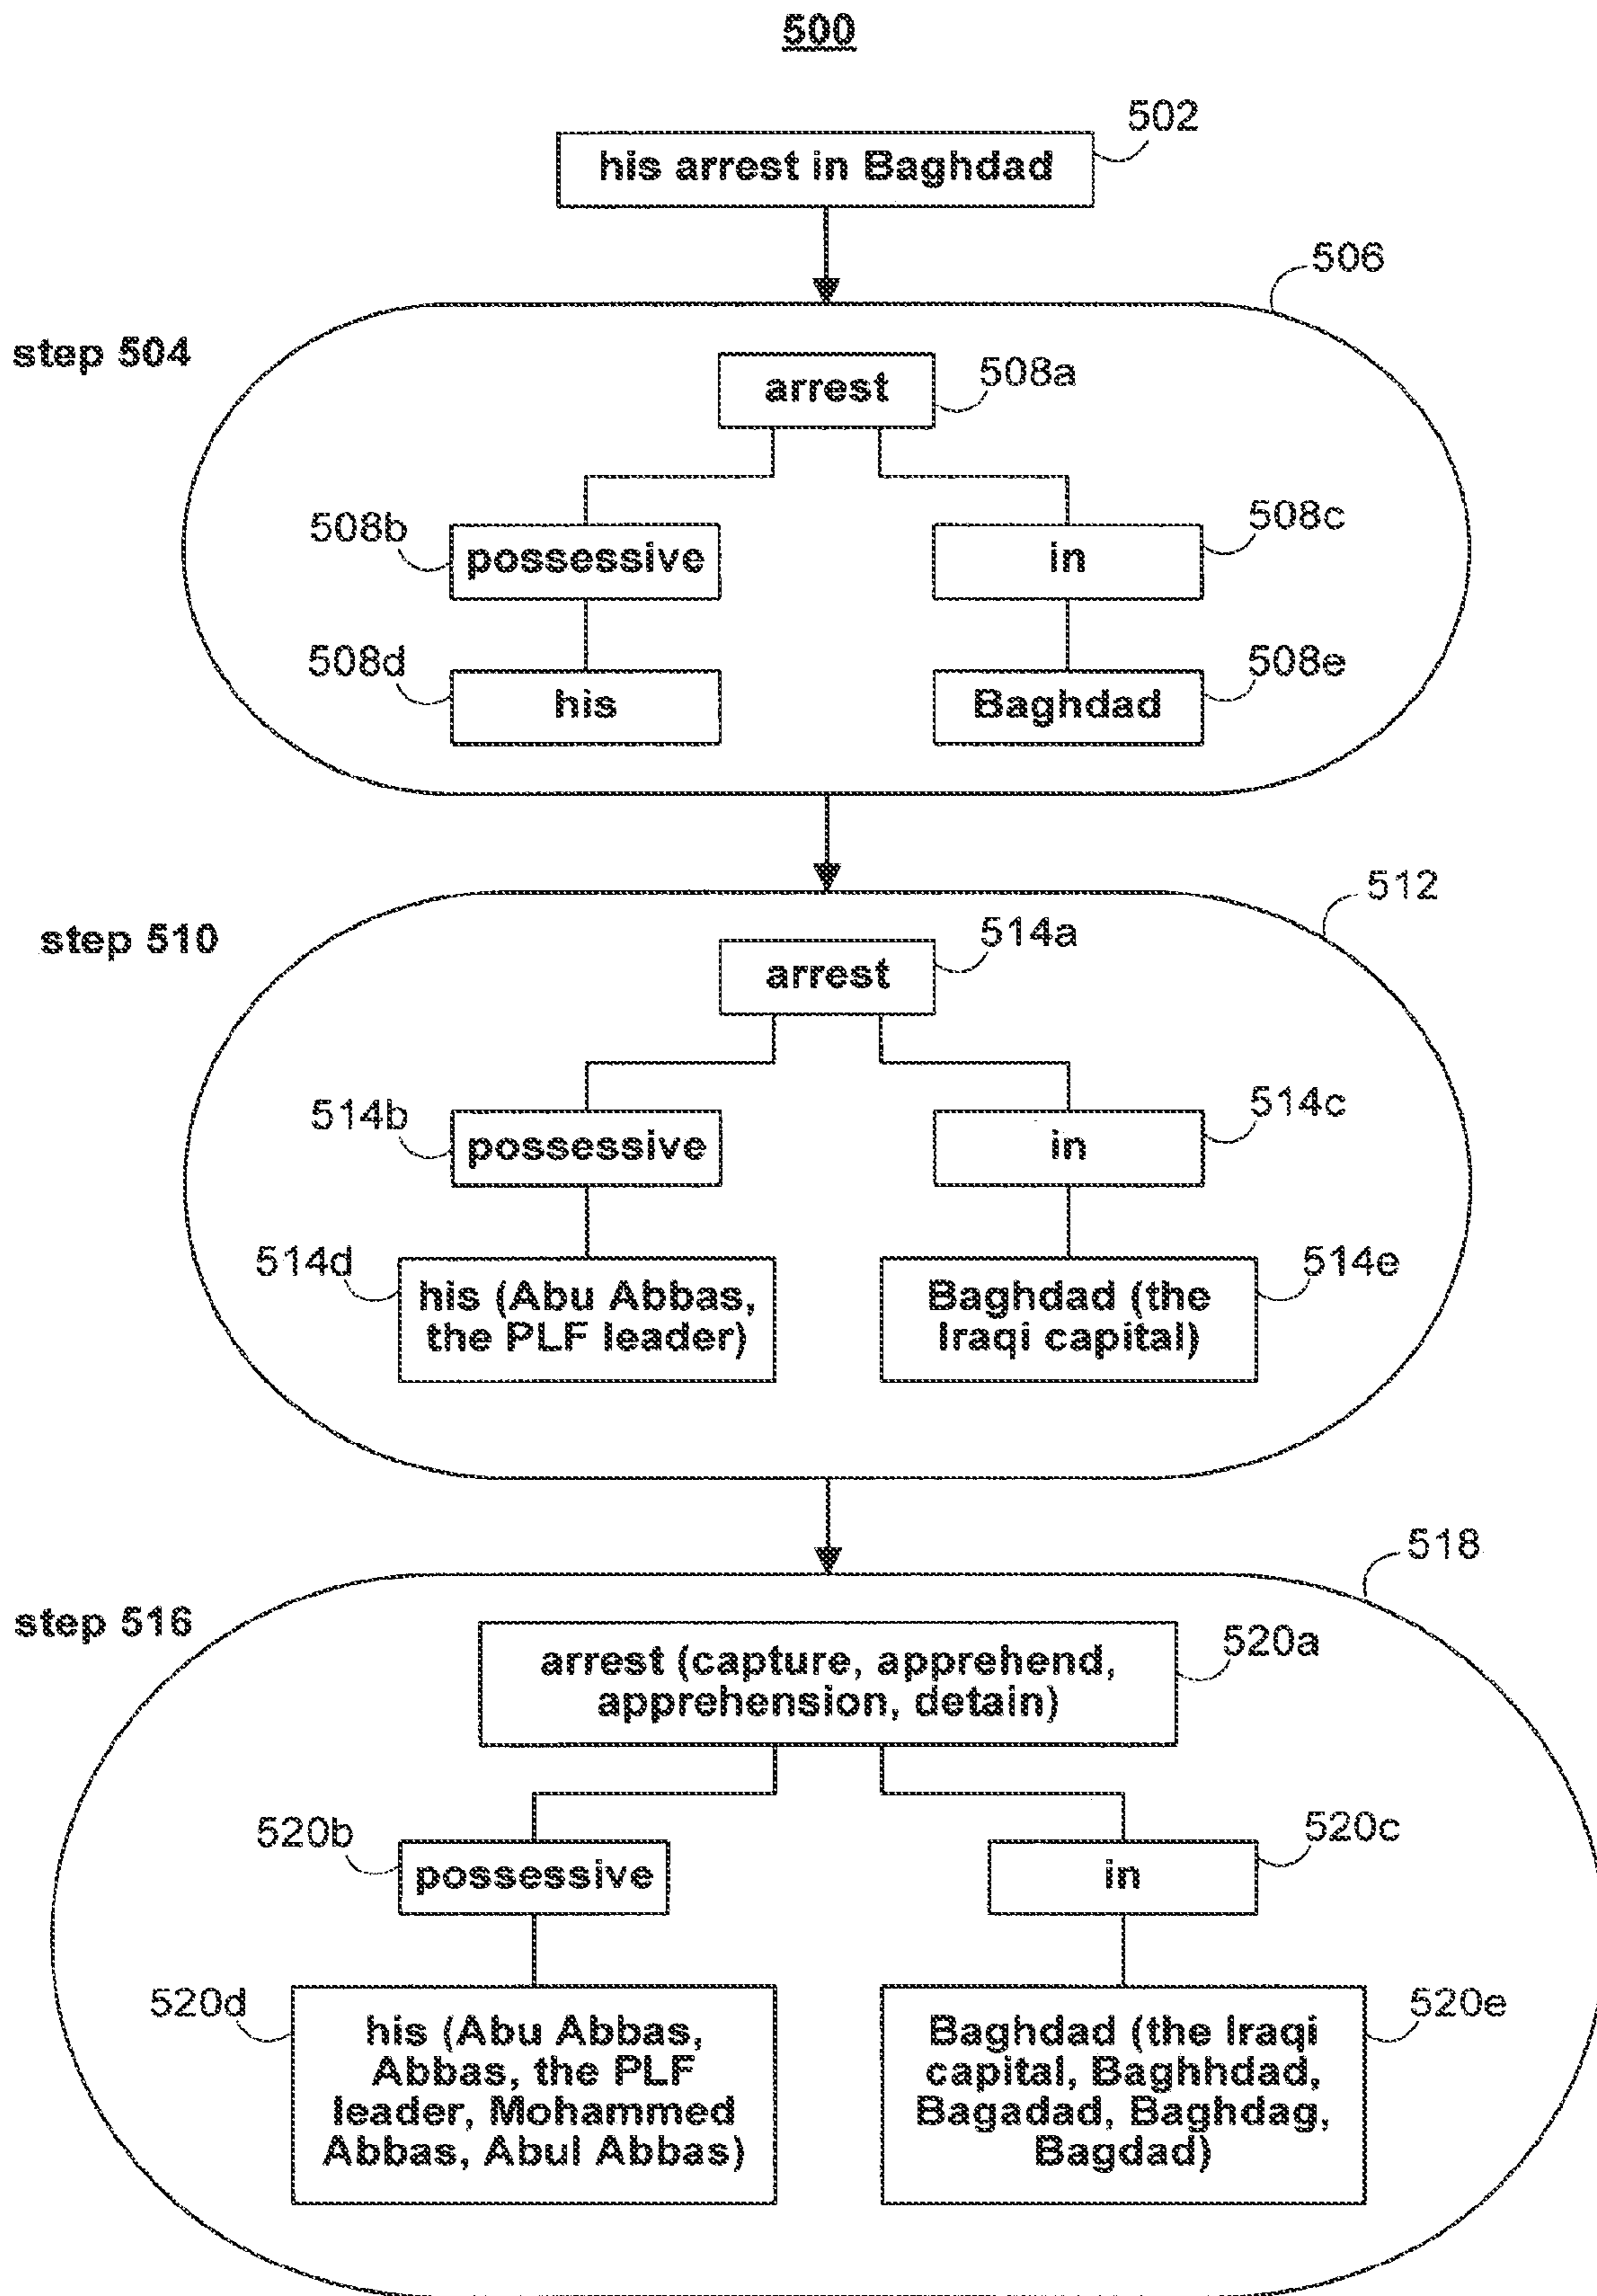 500
502
his arrest in Baghdad
506
step 504
508a
arrest
508b
508c
possessive
in
508d
508e
his
Baghdad
512
step 510
514a
arrest
514b
514c
possessive
in
514d
514e
his (Abu Abbas,
the PLF leader)
Baghdad (the
Iraqi capital)
518
step 516
520a
arrest (capture, apprehend,
apprehension, detain)
520b
520c
possessive
in
520d
520e
his (Abu Abbas,
Abbas, the PLF
leader, Mohammed
Abbas, Abul Abbas)
Baghdad (the Iraqi
capital, Baghhdad,
Bagadad, Baghdag,
Bagdad)